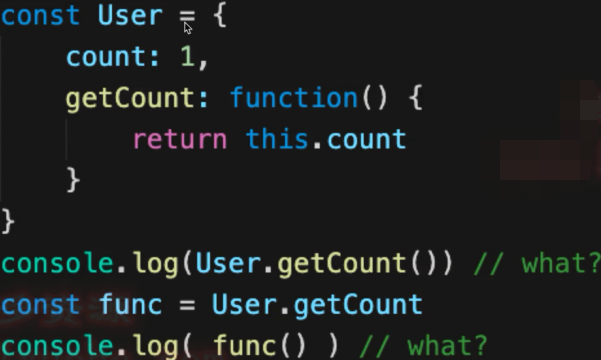 const User = {
    count: 1,
    getCount: function() {
        return this.count
    }
}
console.log(User.getCount()) // what?
const func = User.getCount
console.log( func() ) // what?